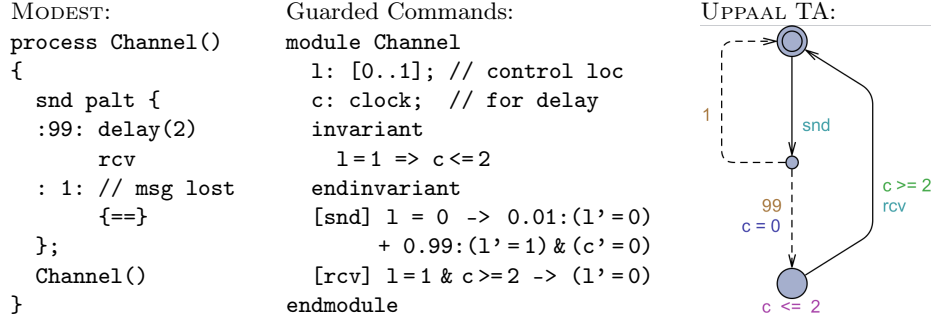 MODEST:
process Channel()
{
snd palt {
:99: delay(2)
rcv
: 1: // msg lost
{==}
};
Channel()
}
Guarded Commands:
module Channel
l: [0..1]; // control loc
c: clock; // for delay
invariant
l=1 => c<=2
endinvariant
[snd] l = 0 -> 0.01:(l'=0)
+ 0.99:(l'=1)&(c'=0)
[rcv] l=1 & c>=2 -> (l'=0)
endmodule
UPPAAL TA:
1
snd
99
c = 0
c >= 2
rcv
c <= 2